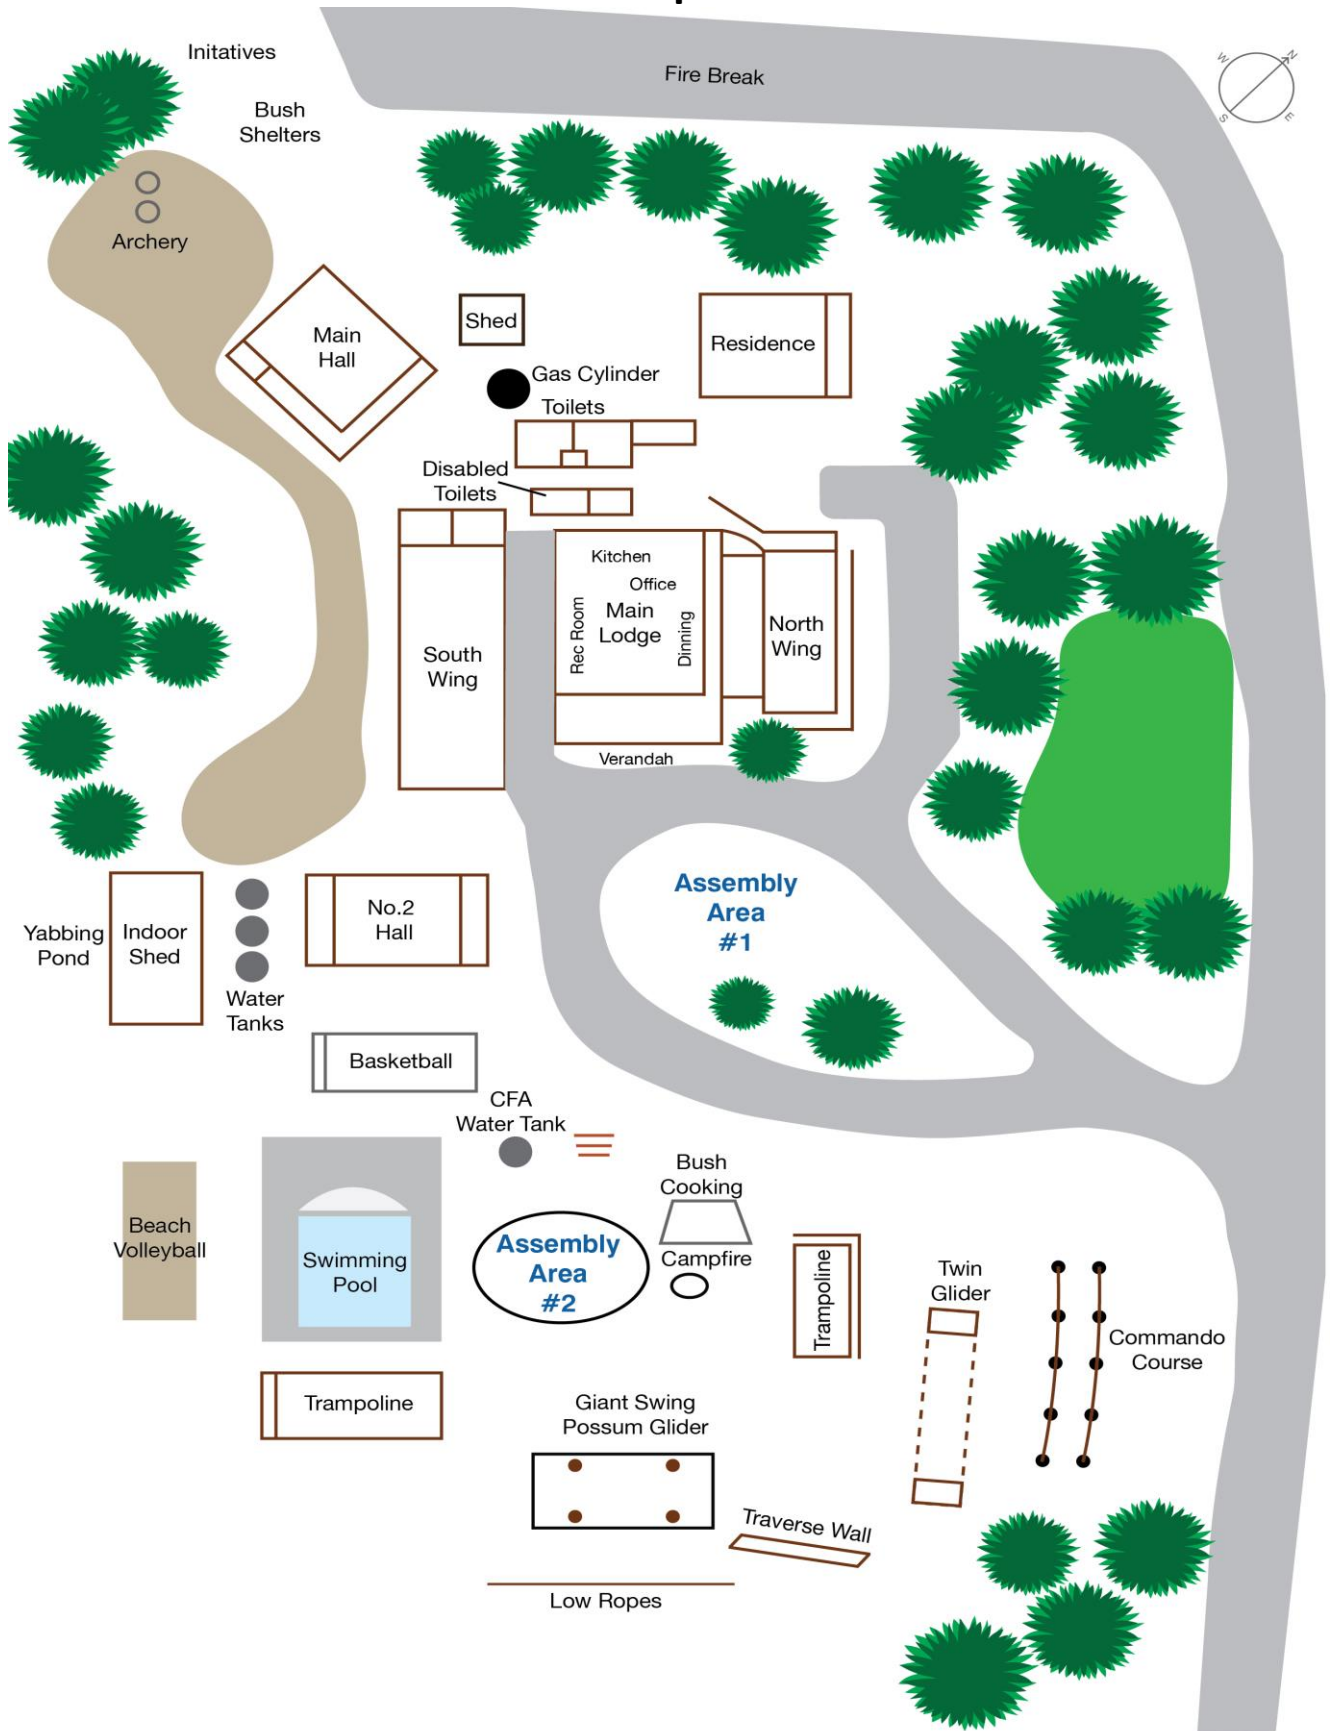 Initatives
Fire Break
W
N
S
E
Bush
Shelters
Archery
Main
Hall
Shed
Residence
Gas Cylinder
Toilets
Disabled
Toilets
Kitchen
Office
Main
Lodge
Rec Room
Dinning
North
Wing
South
Wing
Verandah
Assembly
Area
#1
No.2
Hall
Indoor
Shed
Yabbing
Pond
Water
Tanks
Basketball
CFA
Water Tank
Bush
Cooking
Campfire
Beach
Volleyball
Swimming
Pool
Assembly
Area
#2
Trampoline
Twin
Glider
Commando
Course
Trampoline
Giant Swing
Possum Glider
Traverse Wall
Low Ropes